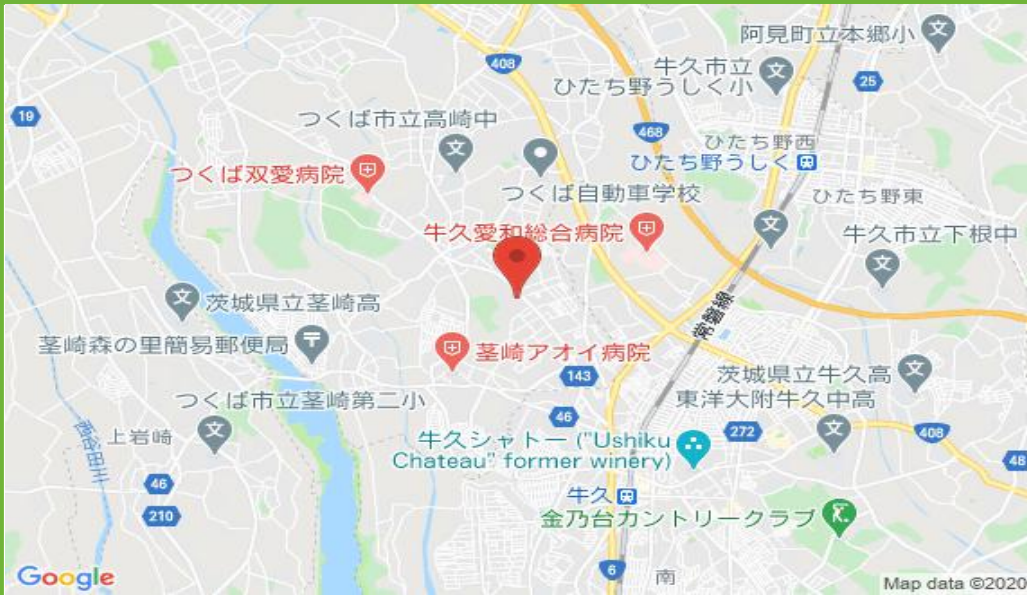 阿見町立本郷小
408
牛久市立
ひたち野うしく小
25
19
つくば市立高崎中
468
ひたち野西
ひたち野うしく
つくば双愛病院
つくば自動車学校
ひたち野東
牛久愛和総合病院
牛久市立下根中
茨城県立茎崎高
常磐線
茎崎森の里簡易郵便局
茎崎アオイ病院
143
茨城県立牛久高
つくば市立茎崎第二小
東洋大附牛久中高
46
上岩崎
272
408
牛久シャトー ("Ushiku
Chateau" former winery)
48
46
牛久
210
金乃台カントリークラブ
6
南
Google
Map data ©2020